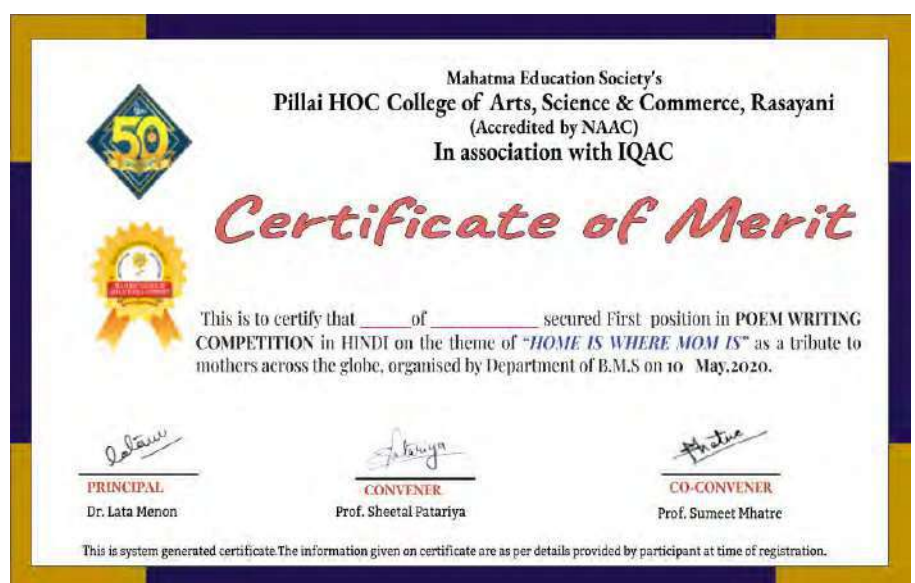 Mahatma Education Society's
Pillai HOC College of Arts, Science & Commerce, Rasayani
(Accredited by NAAC)
In association with IQAC
50
Certificate of Merit
This is to certify that _____of ___________ secured First position in POEM WRITING
COMPETITION in HINDI on the theme of "HOME IS WHERE MOM IS" as a tribute to
mothers across the globe, organised by Department of B.M.S on 10 May,2020.
PRINCIPAL
Dr. Lata Menon
CONVENER
Prof. Sheetal Patariya
CO-CONVENER
Prof. Sumeet Mhatre
This is system generated certificate.The information given on certificate are as per details provided by participant at time of registration.